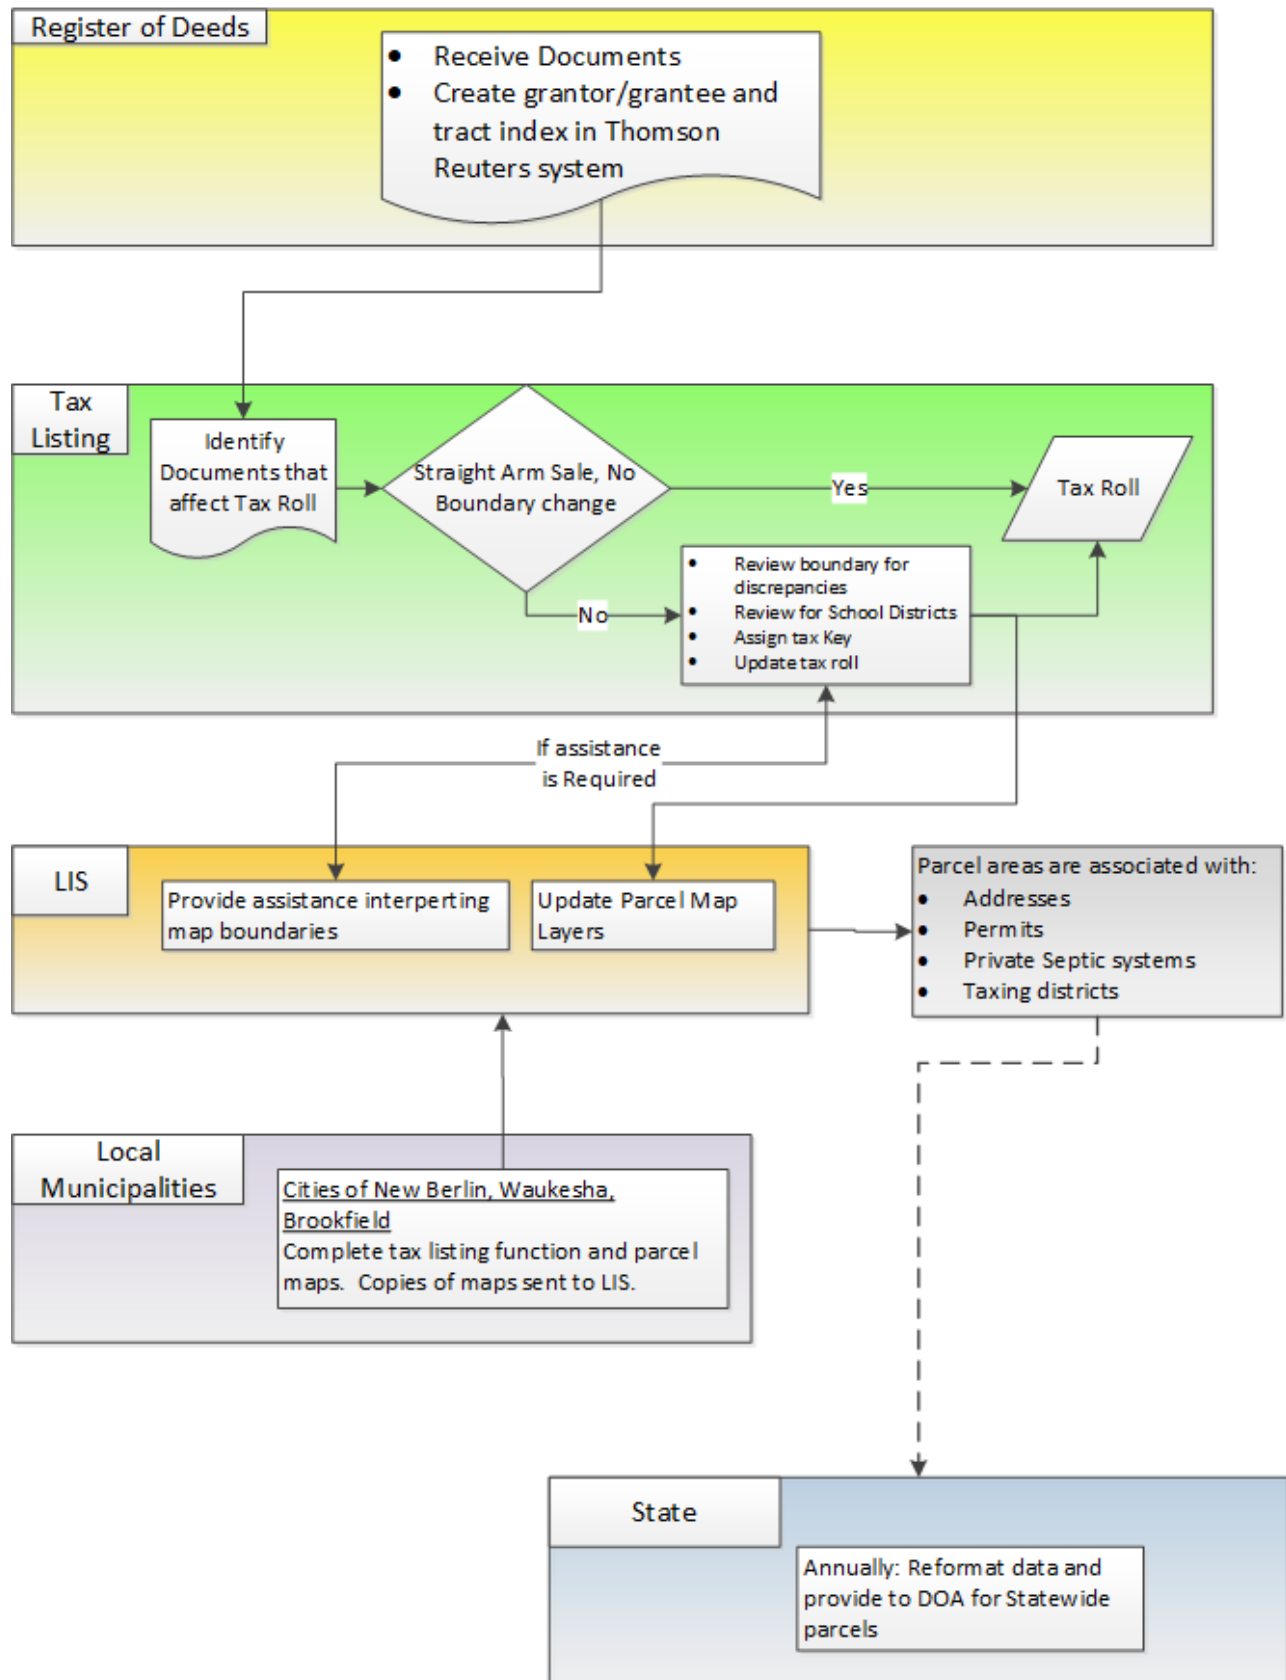 Register of Deeds
• Receive Documents
• Create grantor/grantee and
tract index in Thomson
Reuters system
Tax
Listing
Identify
Documents that
affect Tax Roll
Straight Arm Sale, No
Boundary change
Yes
Tax Roll
No
• Review boundary for
discrepancies
• Review for School Districts
• Assign tax Key
• Update tax roll
If assistance
is Required
LIS
Provide assistance interperting
map boundaries
Update Parcel Map
Layers
Parcel areas are associated with:
• Addresses
• Permits
• Private Septic systems
• Taxing districts
Local
Municipalities
Cities of New Berlin, Waukesha,
Brookfield
Complete tax listing function and parcel
maps.  Copies of maps sent to LIS.
State
Annually: Reformat data and
provide to DOA for Statewide
parcels